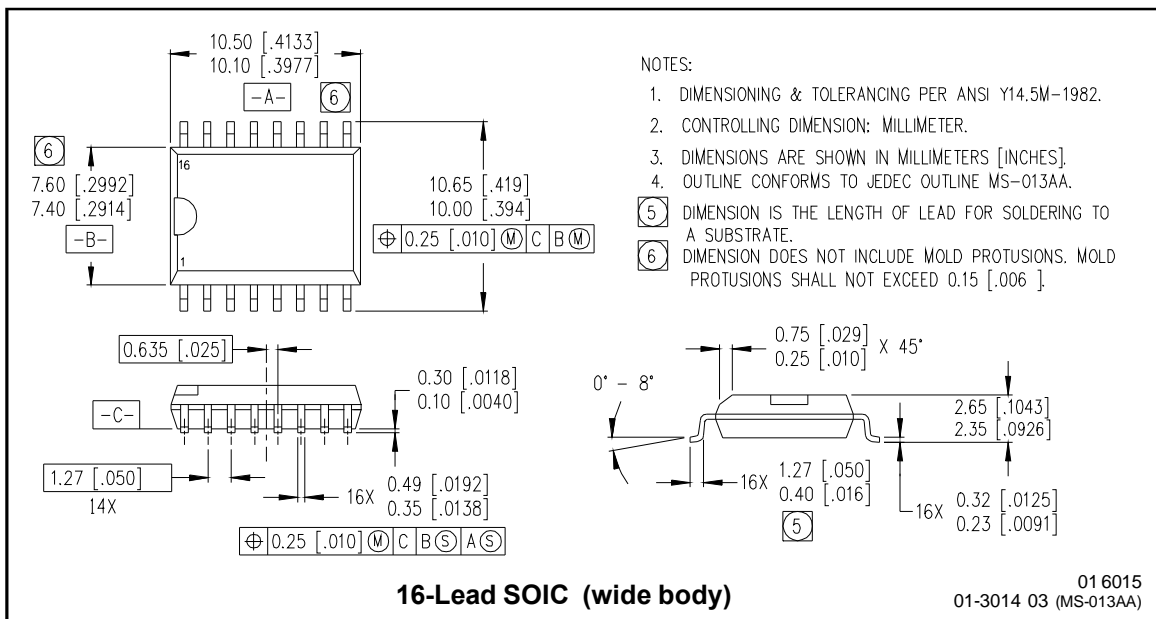 10.50 [.4133]
10.10 [.3977]
-A-
6
6
7.60 [.2992]
7.40 [.2914]
-B-
16
1
10.65 [.419]
10.00 [.394]
⌖ 0.25 [.010] Ⓜ C B Ⓜ
NOTES:
1. DIMENSIONING & TOLERANCING PER ANSI Y14.5M-1982.
2. CONTROLLING DIMENSION: MILLIMETER.
3. DIMENSIONS ARE SHOWN IN MILLIMETERS [INCHES].
4. OUTLINE CONFORMS TO JEDEC OUTLINE MS-013AA.
5 DIMENSION IS THE LENGTH OF LEAD FOR SOLDERING TO
A SUBSTRATE.
6 DIMENSION DOES NOT INCLUDE MOLD PROTUSIONS. MOLD
PROTUSIONS SHALL NOT EXCEED 0.15 [.006 ].
0.635 [.025]
-C-
0.30 [.0118]
0.10 [.0040]
1.27 [.050]
14X
16X 0.49 [.0192]
0.35 [.0138]
⌖ 0.25 [.010] Ⓜ C B Ⓢ A Ⓢ
0.75 [.029]
0.25 [.010]
X 45°
0° - 8°
2.65 [.1043]
2.35 [.0926]
16X 1.27 [.050]
0.40 [.016]
5
16X 0.32 [.0125]
0.23 [.0091]
16-Lead SOIC (wide body)
01 6015
01-3014 03 (MS-013AA)